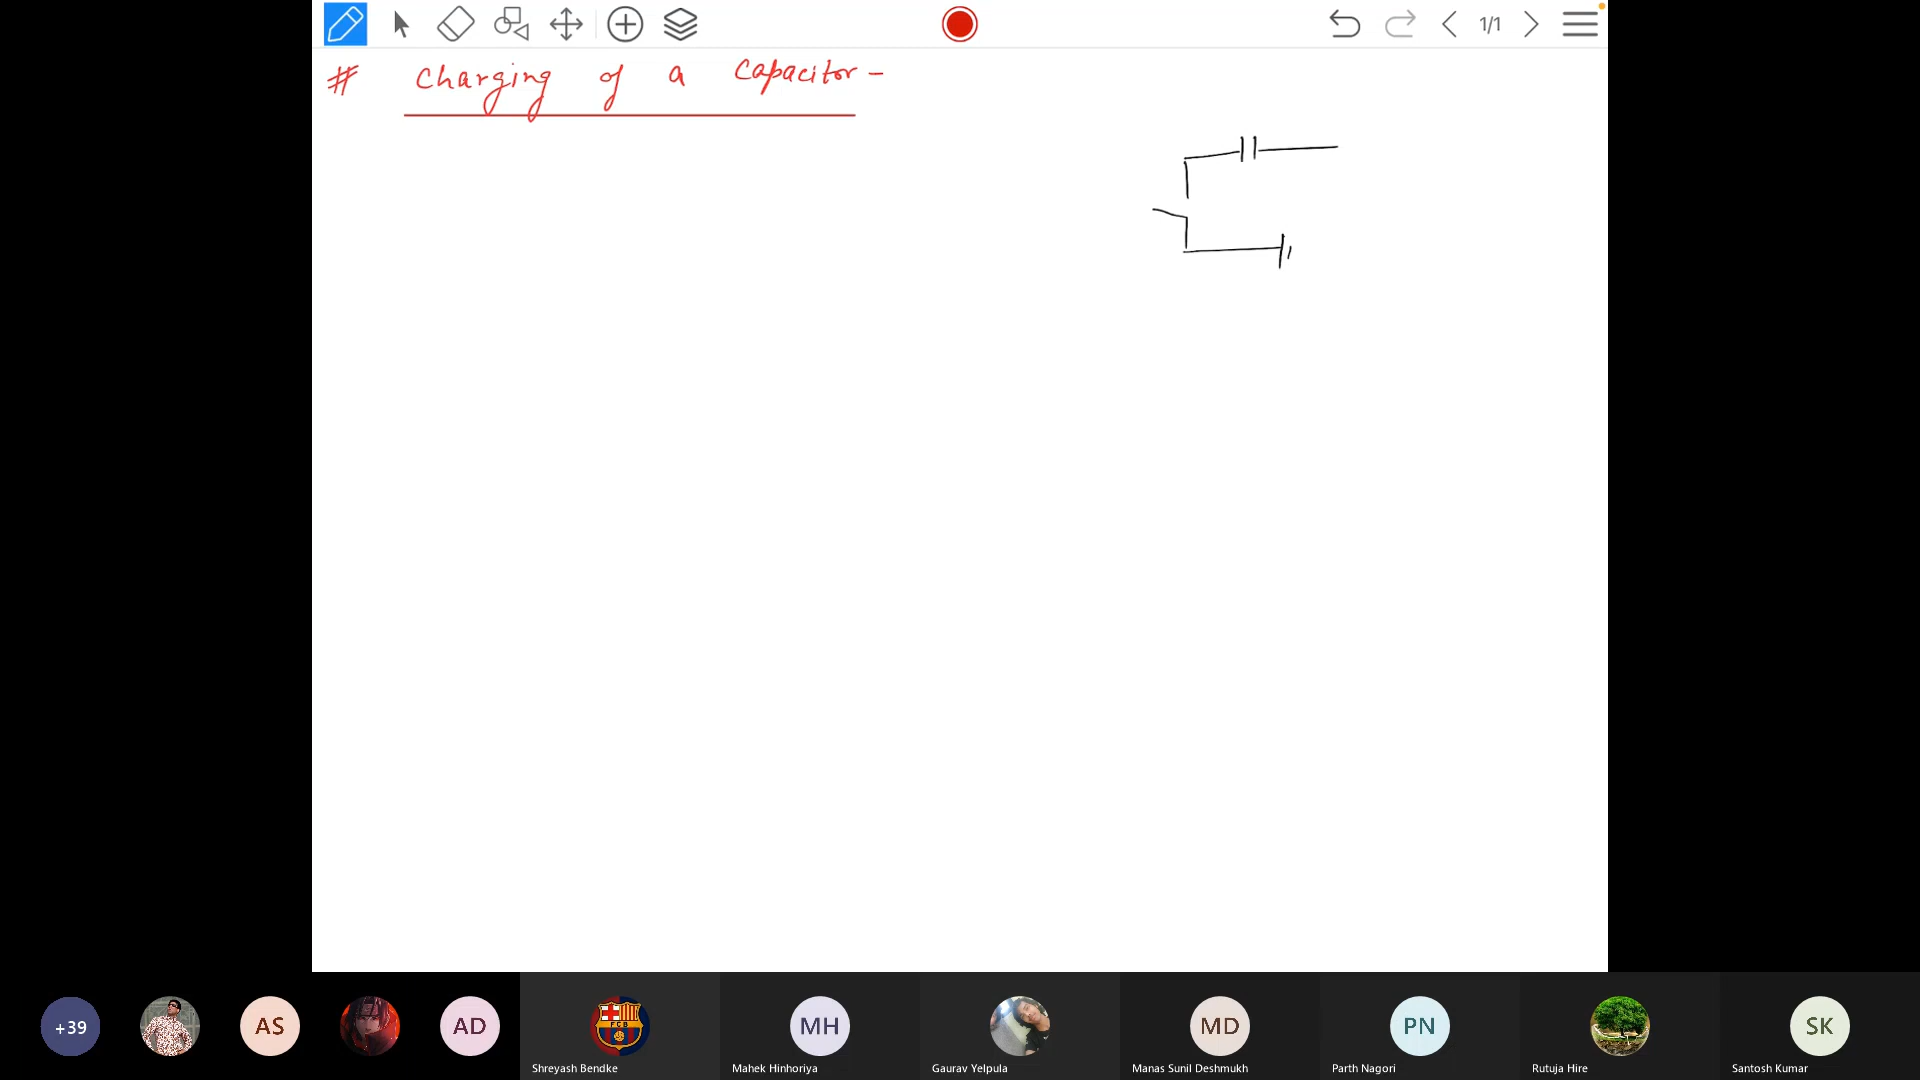 1/1
# Charging of a Capacitor -
+39
AS
AD
FCB
MH
MD
PN
SK
Shreyash Bendke
Mahek Hinhoriya
Gaurav Yelpula
Manas Sunil Deshmukh
Parth Nagori
Rutuja Hire
Santosh Kumar